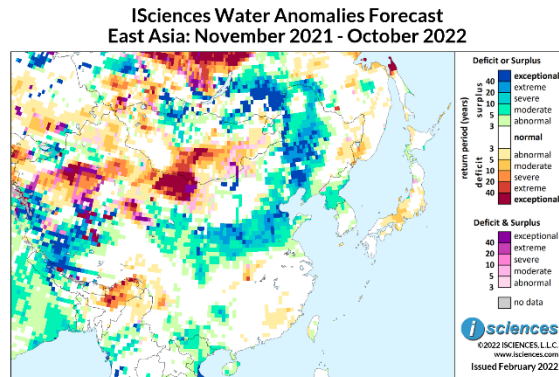 ISciences Water Anomalies Forecast
East Asia: November 2021 - October 2022
Deficit or Surplus
exceptional
40
extreme
20
severe
10
moderate
5
abnormal
3
normal
3
abnormal
5
moderate
10
severe
20
extreme
40
exceptional
return period (years)
surplus
deficit
Deficit & Surplus
exceptional
40
extreme
20
severe
10
moderate
5
abnormal
3
no data
isciences
©2022 ISCIENCES, L.L.C.
www.isciences.com
Issued February 2022